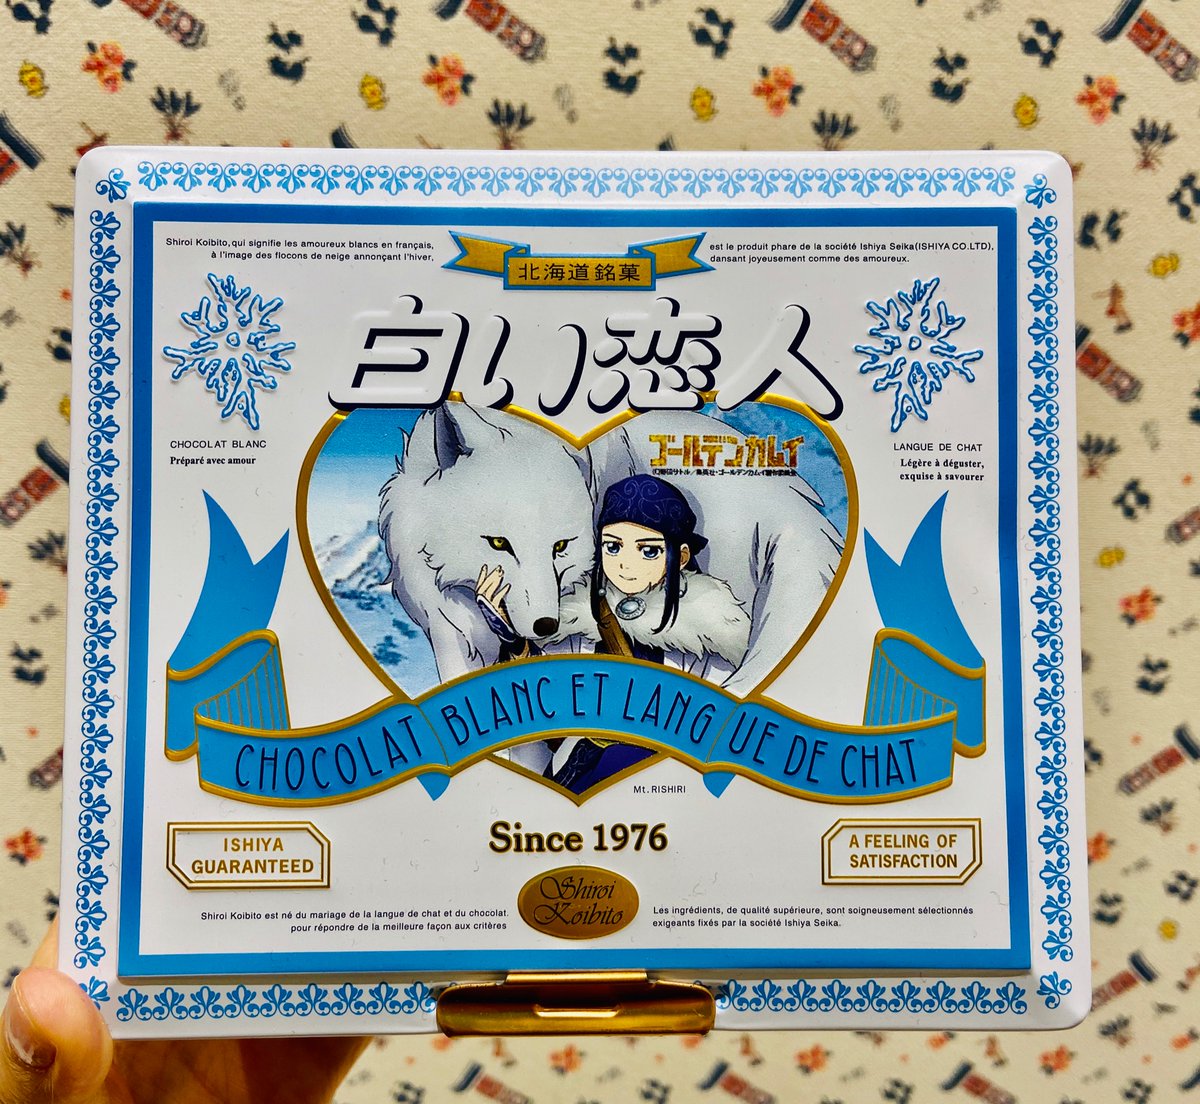 Shiroi Koibito,qui signifie les amoureux blancs en français,
à l'image des flocons de neige annonçant l'hiver,
est le produit phare de la société Ishiya Seika(ISHIYA CO.LTD),
dansant joyeusement comme des amoureux.
北海道銘菓
白い恋人
CHOCOLAT BLANC
Préparé avec amour
LANGUE DE CHAT
Légère à déguster,
exquise à savourer
ゴールデンカムイ
CHOCOLAT BLANC ET LANGUE DE CHAT
Mt. RISHIRI
Since 1976
ISHIYA
GUARANTEED
A FEELING OF
SATISFACTION
Shiroi
Koibito
Shiroi Koibito est né du mariage de la langue de chat et du chocolat.
pour répondre de la meilleure façon aux critères
Les ingrédients, de qualité supérieure, sont soigneusement sélectionnés
exigeants fixés par la société Ishiya Seika.